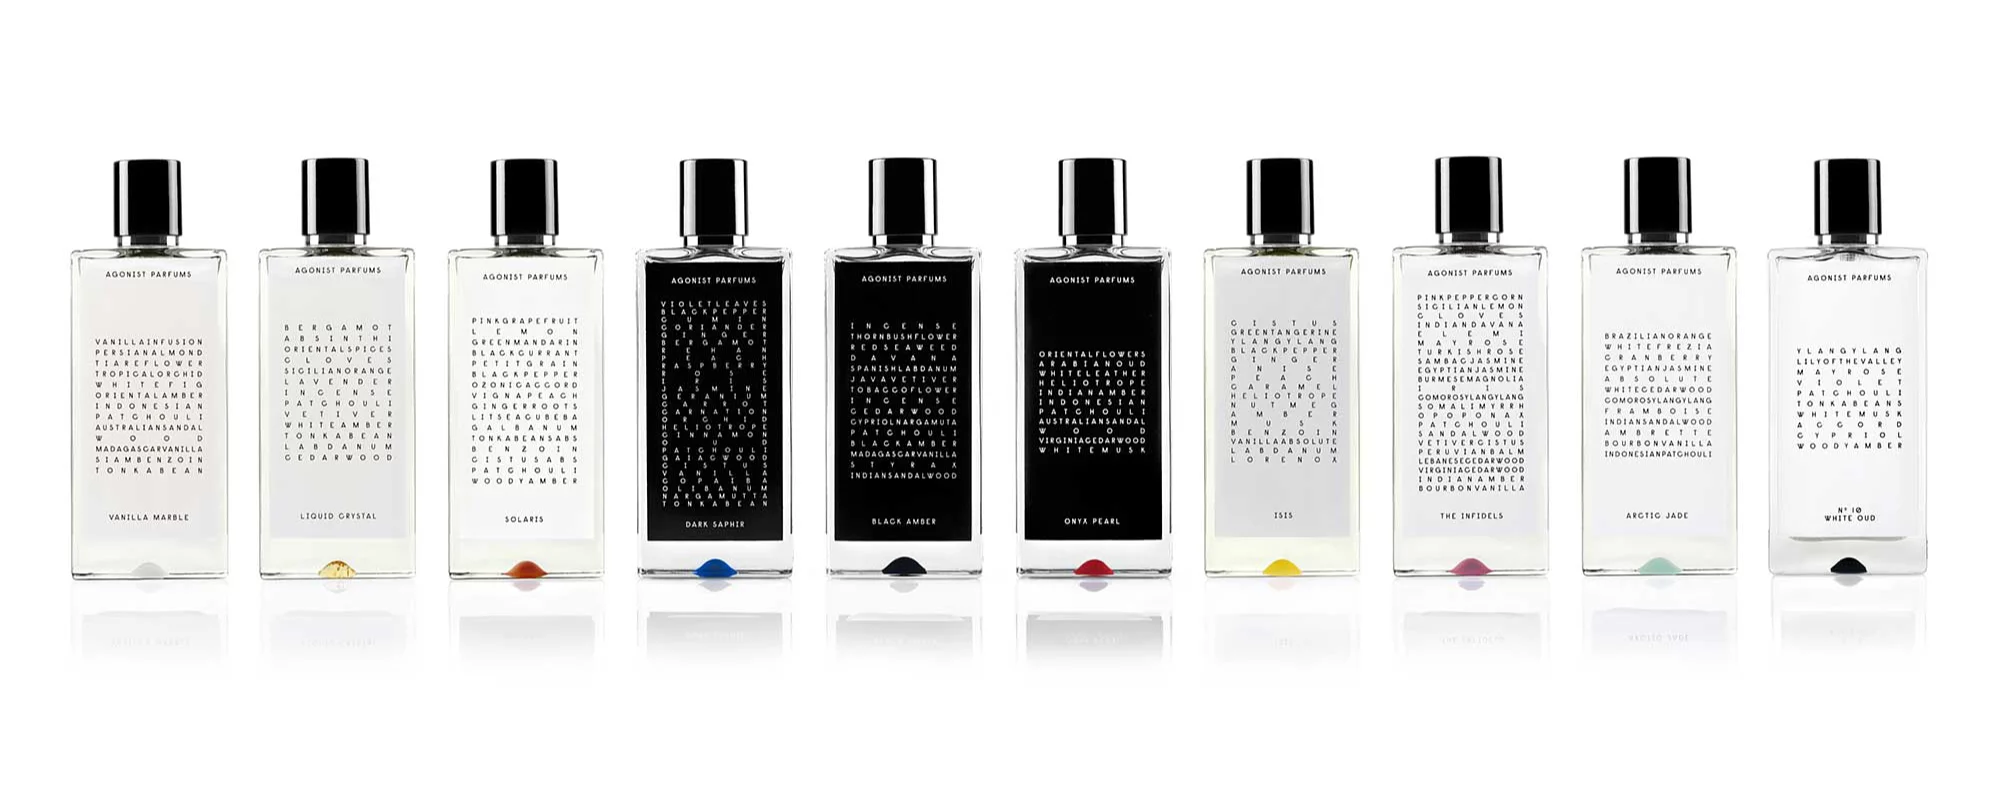 AGONIST PARFUMS
VANILLAINFUSION
PERSIANALMOND
TIAREFLOWER
TROPICALORCHID
WHITEFIG
ORIENTALAMBER
INDONESIAN
PATCHOULI
AUSTRALIANSANDAL
WOOD
MADAGASCARVANILLA
SIAMBENZOIN
TONKABEAN
VANILLA MARBLE
AGONIST PARFUMS
BERGAMOT
ABSINTHI
ORIENTALSPICES
CLOVES
SICILIANORANGE
LAVENDER
INCENSE
PATCHOULI
VETIVER
WHITEAMBER
TONKABEAN
LABDANUM
CEDARWOOD
LIQUID CRYSTAL
AGONIST PARFUMS
PINKGRAPEFRUIT
LEMON
GREENMANDARIN
BLACKCURRANT
PETITGRAIN
BLACKPEPPER
OZONICACCORD
VIGNAPEACH
GINGERROOTS
LITSEACUBEBA
GALBANUM
TONKABEANSABS
BENZOIN
CISTUSABS
PATCHOULI
WOODYAMBER
SOLARIS
AGONIST PARFUMS
VIOLETLEAVES
BLACKPEPPER
TONKABEAN
DARK SAPHIR
AGONIST PARFUMS
INCENSE
THORNBUSHFLOWER
REDSEAWEED
DAVANA
SPANISHLABDANUM
JAVAVETIVER
TOBACCOFLOWER
INCENSE
CEDARWOOD
CYPRIOLNARGAMUTA
PATCHOULI
BLACKAMBER
MADAGASCARVANILLA
STYRAX
INDIANSANDALWOOD
BLACK AMBER
AGONIST PARFUMS
ORIENTALFLOWERS
ARABIANOUD
WHITELEATHER
HELIOTROPE
INDIANAMBER
INDONESIAN
PATCHOULI
AUSTRALIANSANDAL
WOOD
VIRGINIACEDARWOOD
WHITEMUSK
ONYX PEARL
AGONIST PARFUMS
CISTUS
GREENTANGERINE
YLANGYLANG
BLACKPEPPER
GINGER
ANISE
PEACH
CARAMEL
HELIOTROPE
NUTMEG
AMBER
MUSK
BENZOIN
VANILLAABSOLUTE
LABDANUM
LORENOX
ISIS
AGONIST PARFUMS
PINKPEPPERCORN
SICILIANLEMON
CLOVES
INDIANDAVANA
ELEMI
MAYROSE
TURKISHROSE
SAMBACJASMINE
EGYPTIANJASMINE
BURMESEMAGNOLIA
IRIS
COMOROSYLANGYLANG
SOMALIMYRRH
OPOPONAX
PATCHOULI
SANDALWOOD
VETIVERCISTUS
PERUVIANBALM
LEBANESECEDARWOOD
VIRGINIACEDARWOOD
INDIANAMBER
BOURBONVANILLA
THE INFIDELS
AGONIST PARFUMS
BRAZILIANORANGE
WHITEFREZIA
CRANBERRY
EGYPTIANJASMINE
ABSOLUTE
WHITECEDARWOOD
COMOROSYLANGYLANG
FRAMBOISE
INDIANSANDALWOOD
AMBRETTE
BOURBONVANILLA
INDONESIANPATCHOULI
ARCTIC JADE
AGONIST PARFUMS
YLANGYLANG
LILYOFTHEVALLEY
MAYROSE
VIOLET
PATCHOULI
TONKABEANS
WHITEMUSK
ACCORD
CYPRIOL
WOODYAMBER
Nº 10
WHITE OUD